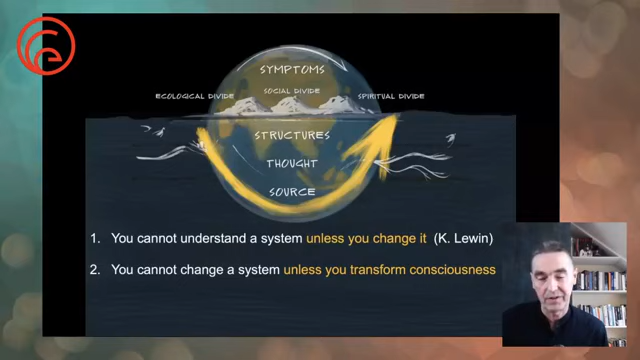 SYMPTOMS
ECOLOGICAL DIVIDE SOCIAL DIVIDE SPIRITUAL DIVIDE
STRUCTURES
THOUGHT
SOURCE
1. You cannot understand a system unless you change it (K. Lewin)
2. You cannot change a system unless you transform consciousness